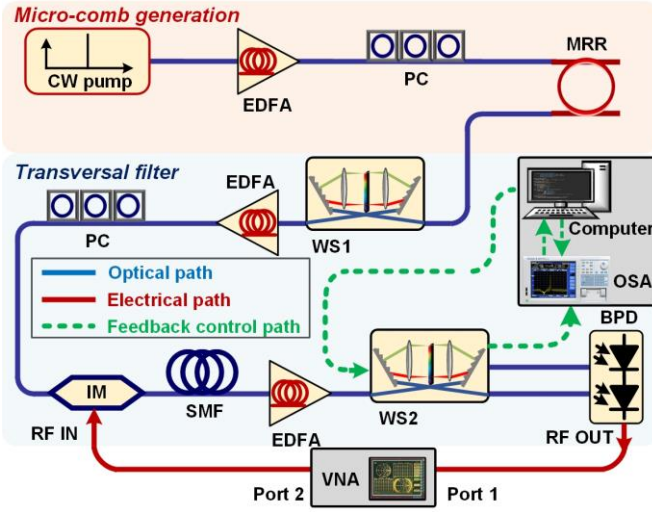 Micro-comb generation
CW pump
EDFA
PC
MRR
Transversal filter
EDFA
PC
WS1
Computer
OSA
Optical path
Electrical path
Feedback control path
BPD
IM
SMF
EDFA
WS2
RF IN
RF OUT
VNA
Port 2
Port 1